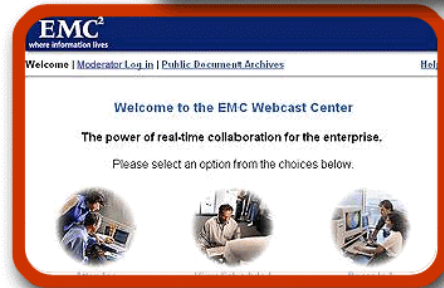 EMC²
where information lives
Welcome | Moderator Log in | Public Document Archives Help
Welcome to the EMC Webcast Center
The power of real-time collaboration for the enterprise.
Please select an option from the choices below.